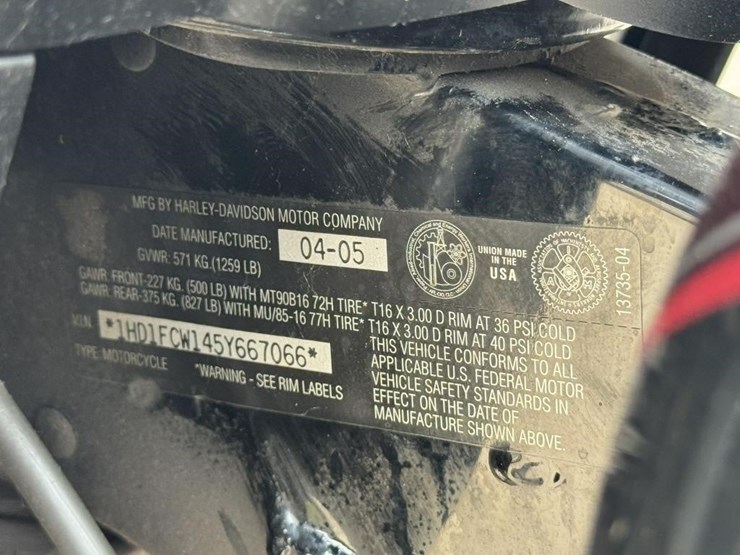 MFG BY HARLEY-DAVIDSON MOTOR COMPANY
DATE MANUFACTURED: 04-05
GVWR: 571 KG.(1259 LB)
GAWR FRONT-227 KG. (500 LB) WITH MT90B16 72H TIRE* T16 X 3.00 D RIM AT 36 PSI COLD
GAWR REAR-375 KG. (827 LB) WITH MU/85-16 77H TIRE* T16 X 3.00 D RIM AT 40 PSI COLD
VIN *1HD1FCW145Y667066*
TYPE MOTORCYCLE
*WARNING - SEE RIM LABELS
THIS VEHICLE CONFORMS TO ALL
APPLICABLE U.S. FEDERAL MOTOR
VEHICLE SAFETY STANDARDS IN
EFFECT ON THE DATE OF
MANUFACTURE SHOWN ABOVE.
UNION MADE
IN THE
USA
13735-04